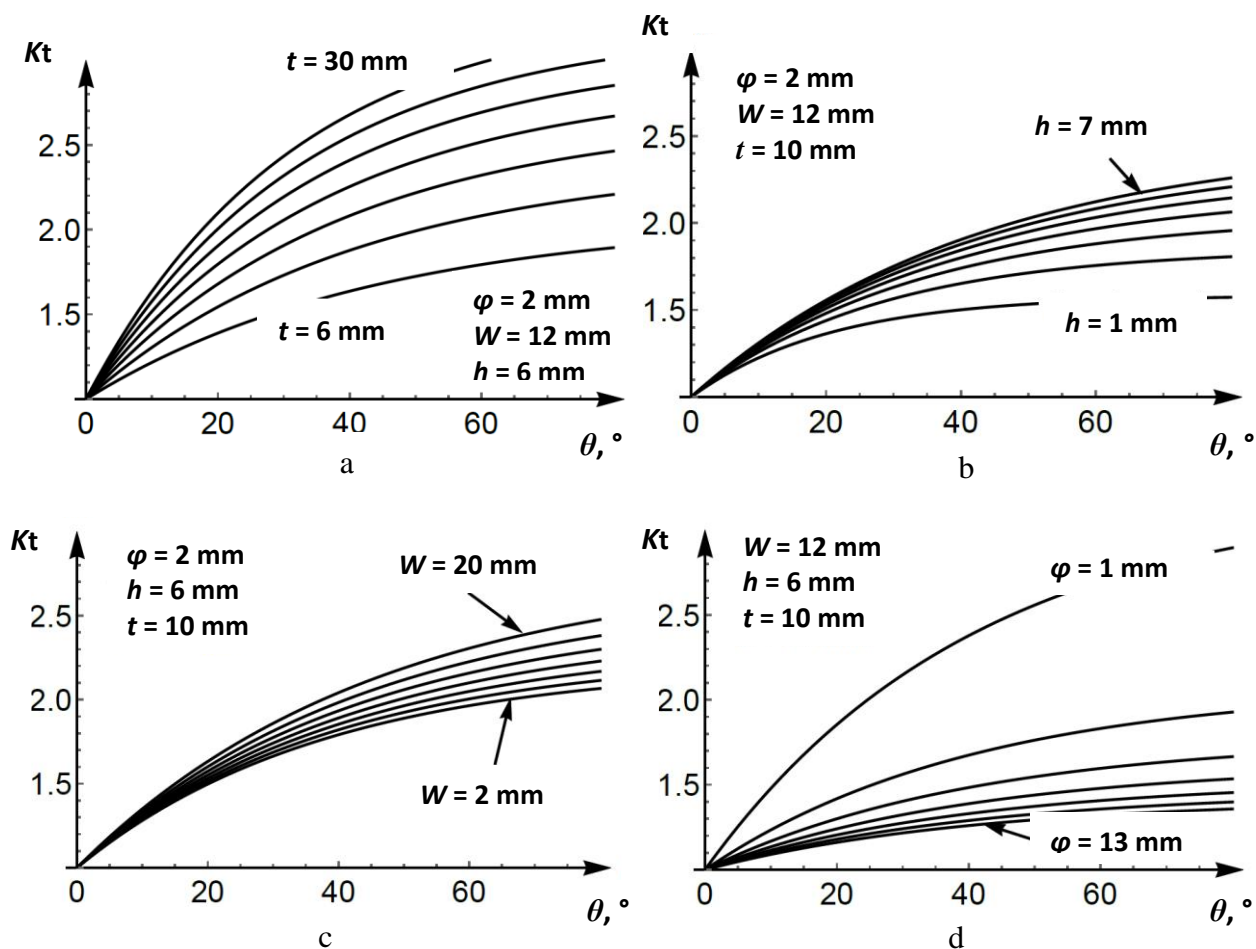 Kt
t = 30 mm
2.5
2.0
1.5
t = 6 mm
φ = 2 mm
W = 12 mm
h = 6 mm
0 20 40 60
θ, °
a
Kt
φ = 2 mm
W = 12 mm
t = 10 mm
h = 7 mm
2.5
2.0
1.5
h = 1 mm
0 20 40 60
θ, °
b
Kt
φ = 2 mm
h = 6 mm
t = 10 mm
W = 20 mm
2.5
2.0
1.5
W = 2 mm
0 20 40 60
θ, °
c
Kt
W = 12 mm
h = 6 mm
t = 10 mm
φ = 1 mm
2.5
2.0
1.5
φ = 13 mm
0 20 40 60
θ, °
d